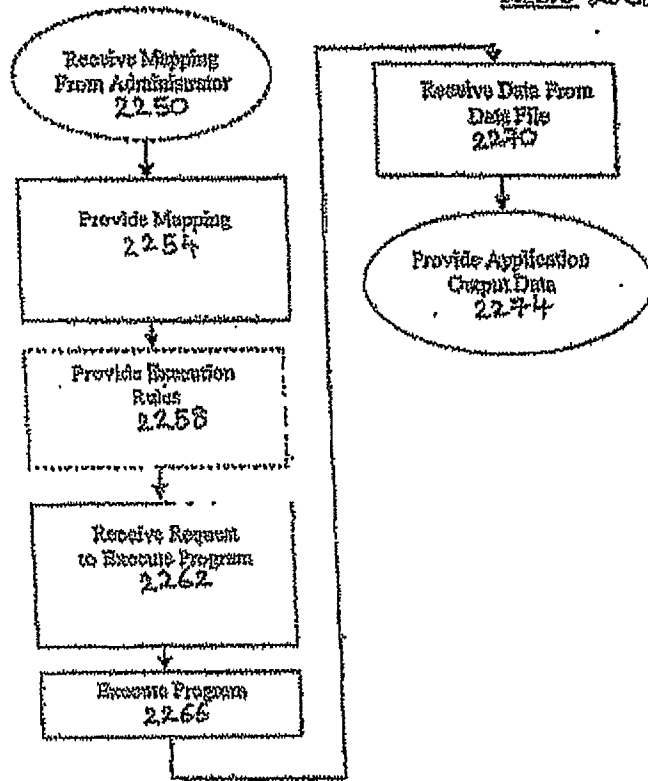 Receive Mapping
From Administrator
2250
Provide Mapping
2254
Provide Execution
Rules
2258
Receive Request
to Execute Program
2262
Execute Program
2266
Receive Data From
Data File
2270
Provide Application
Output Data
2274